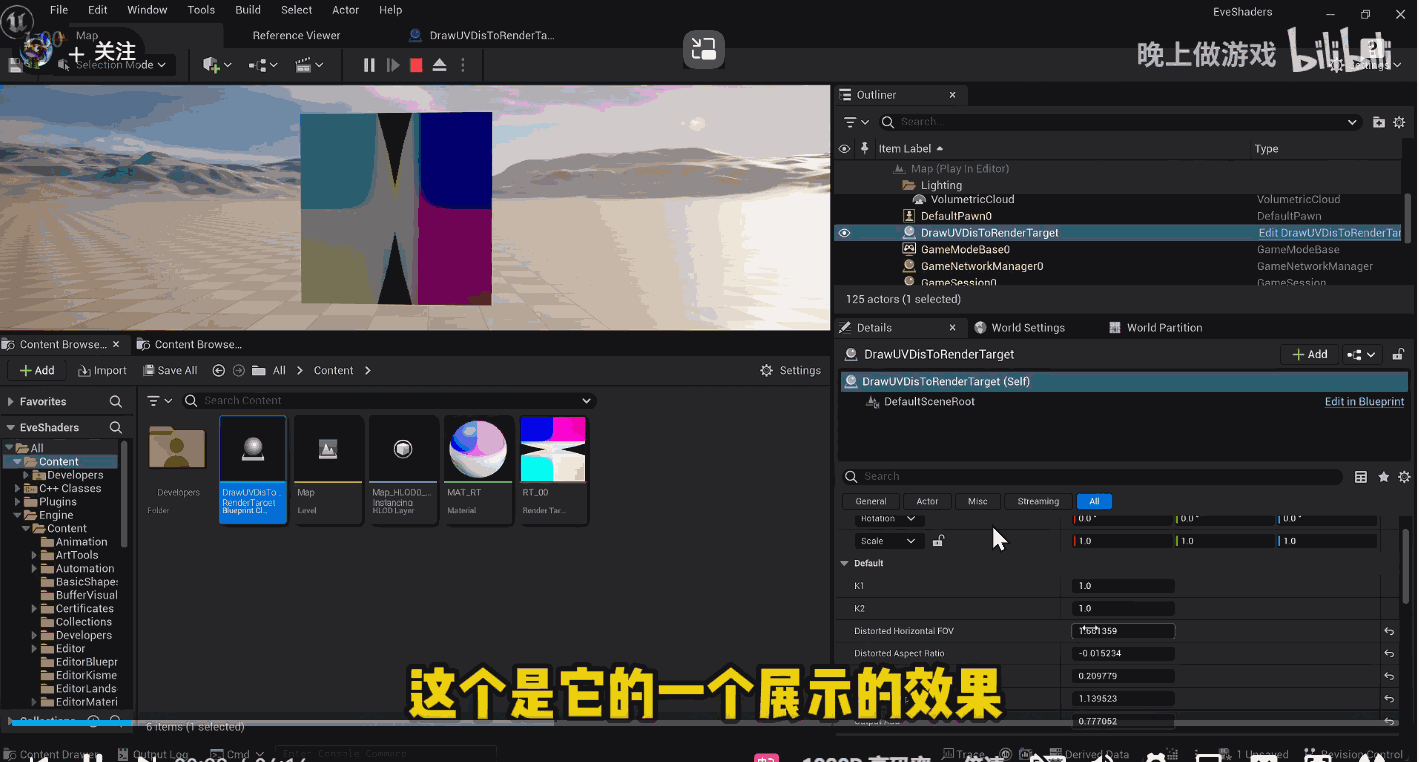 File Edit Window Tools Build Select Actor Help
EveShaders
Map
Reference Viewer
DrawUVDisToRenderTa...
+ 关注
Selection Mode
晚上做游戏 bilibili
Settings
Outliner
Search...
Item Label
Type
Map (Play In Editor)
Lighting
VolumetricCloud VolumetricCloud
DefaultPawn0 DefaultPawn
DrawUVDisToRenderTarget Edit DrawUVDisToRenderTar
GameModeBase0 GameModeBase
GameNetworkManager0 GameNetworkManager
GameSession0 GameSession
125 actors (1 selected)
Details
World Settings
World Partition
DrawUVDisToRenderTarget
+ Add
DrawUVDisToRenderTarget (Self)
DefaultSceneRoot
Edit in Blueprint
Search
General Actor Misc Streaming All
Rotation 0.0° 0.0° 0.0°
Scale 1.0 1.0 1.0
Default
K1 1.0
K2 1.0
Distorted Horizontal FOV
Distorted Aspect Ratio -0.015234
0.209779
1.139523
0.777052
Content Browse...
Content Browse...
+ Add
Import
Save All
All > Content >
Settings
Favorites
Search Content
EveShaders
All
Content
Developers
C++ Classes
Plugins
Engine
Content
Animation
ArtTools
Automation
BasicShape
BufferVisual
Certificates
Collections
Developers
Editor
EditorBluepr
EditorKisme
EditorLands
EditorMateri
Collections
Developers
Folder
DrawUVDisTo
RenderTarget
Blueprint Cl...
Map
Level
Map_HLOD0_...
Instancing
HLOD Layer
MAT_RT
Material
RT_00
Render Tar...
6 items (1 selected)
这个是它的一个展示的效果
Content Drawer
Output Log
Cmd
Enter Console Command
Trace
Derived Data
1 Unsaved
Revision Control